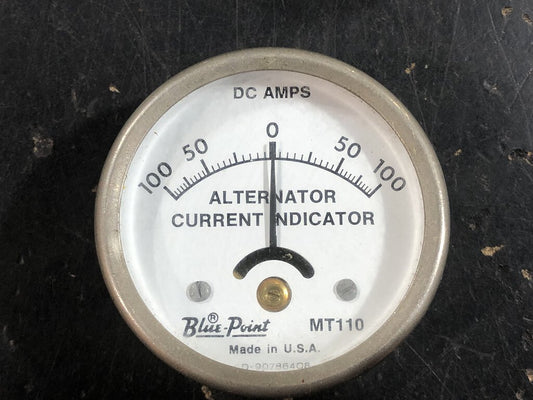 DC AMPS
100 50 0 50 100
ALTERNATOR
CURRENT INDICATOR
Blue-Point ® MT110
Made in U.S.A.